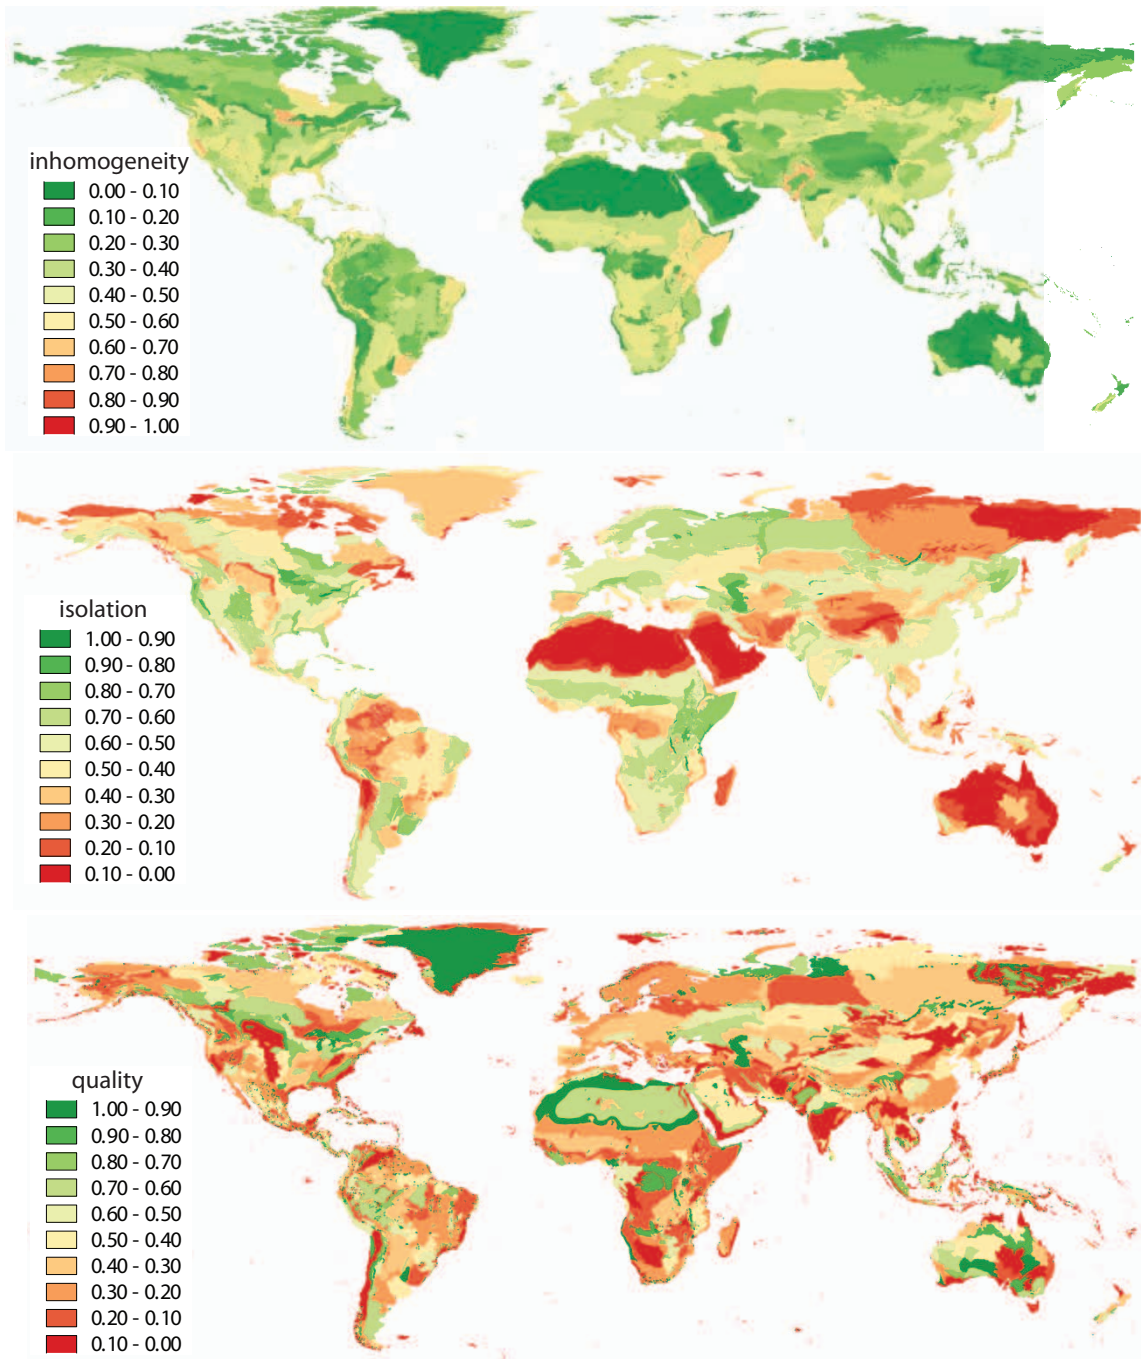 inhomogeneity
0.00 - 0.10
0.10 - 0.20
0.20 - 0.30
0.30 - 0.40
0.40 - 0.50
0.50 - 0.60
0.60 - 0.70
0.70 - 0.80
0.80 - 0.90
0.90 - 1.00
isolation
1.00 - 0.90
0.90 - 0.80
0.80 - 0.70
0.70 - 0.60
0.60 - 0.50
0.50 - 0.40
0.40 - 0.30
0.30 - 0.20
0.20 - 0.10
0.10 - 0.00
quality
1.00 - 0.90
0.90 - 0.80
0.80 - 0.70
0.70 - 0.60
0.60 - 0.50
0.50 - 0.40
0.40 - 0.30
0.30 - 0.20
0.20 - 0.10
0.10 - 0.00